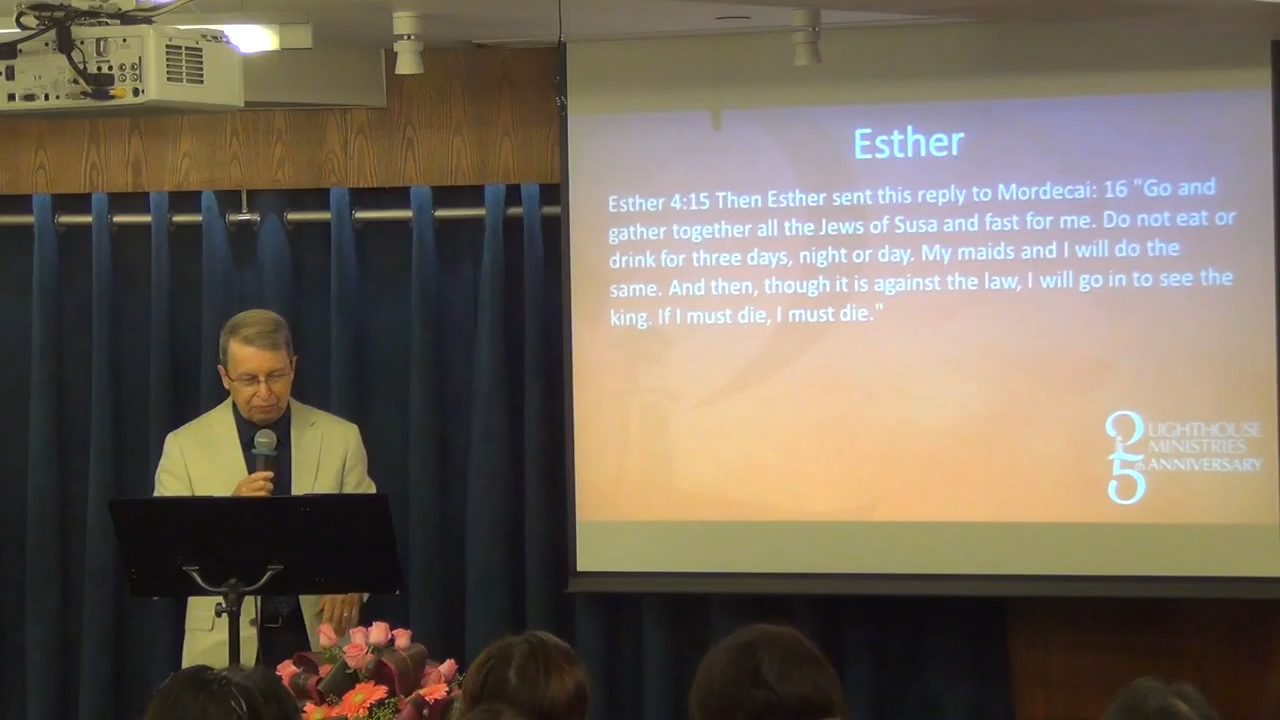 Esther
Esther 4:15 Then Esther sent this reply to Mordecai: 16 "Go and
gather together all the Jews of Susa and fast for me. Do not eat or
drink for three days, night or day. My maids and I will do the
same. And then, though it is against the law, I will go in to see the
king. If I must die, I must die."
25th
LIGHTHOUSE
MINISTRIES
ANNIVERSARY